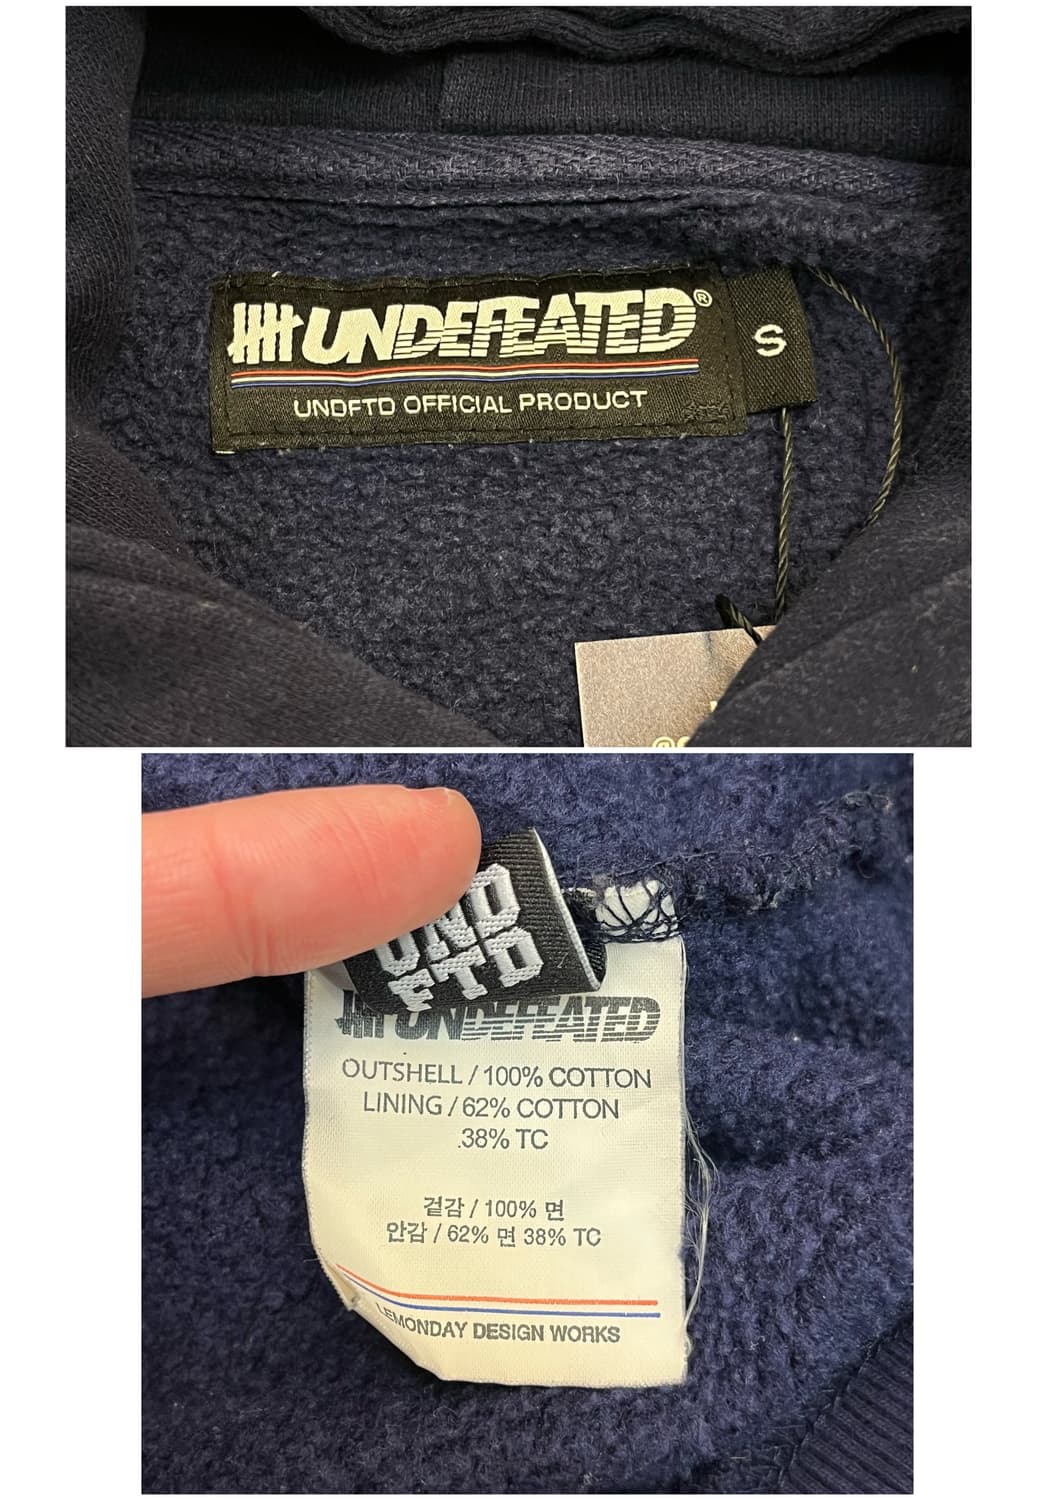 UNDEFEATED®
UNDFTD OFFICIAL PRODUCT
S
UND
FTD
UNDEFEATED
OUTSHELL / 100% COTTON
LINING / 62% COTTON
38% TC
겉감 / 100% 면
안감 / 62% 면 38% TC
LEMONDAY DESIGN WORKS